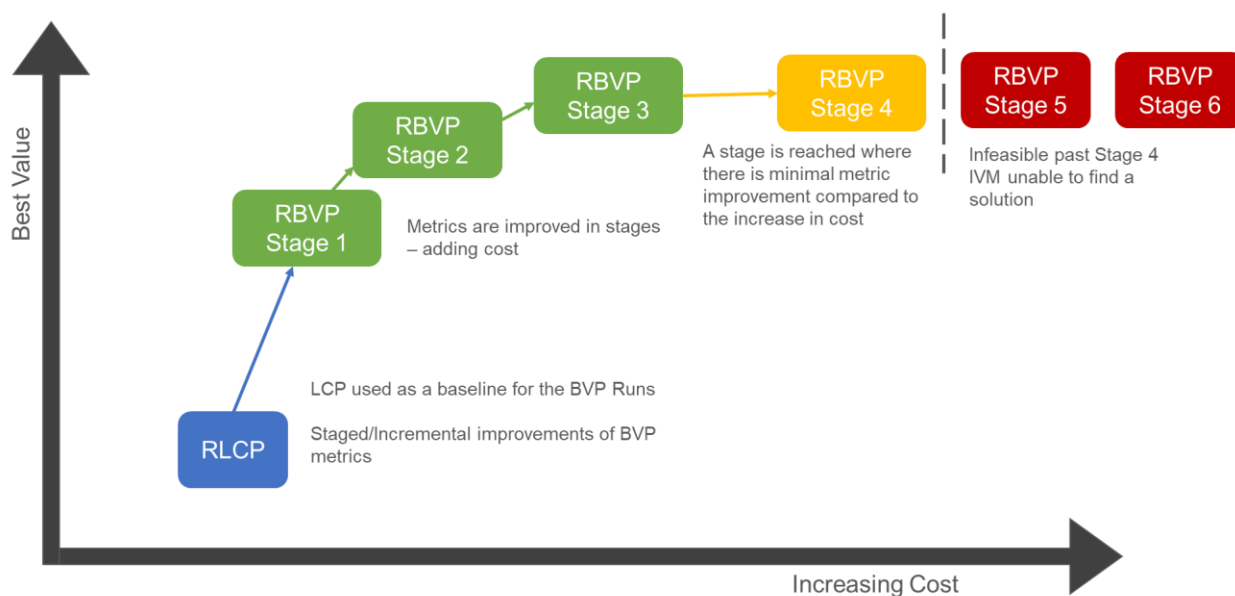 Best Value
RBVP
Stage 1
RBVP
Stage 2
RBVP
Stage 3
RBVP
Stage 4
RBVP
Stage 5
RBVP
Stage 6
Metrics are improved in stages
– adding cost
A stage is reached where
there is minimal metric
improvement compared to
the increase in cost
Infeasible past Stage 4
IVM unable to find a
solution
RLCP
LCP used as a baseline for the BVP Runs
Staged/Incremental improvements of BVP
metrics
Increasing Cost